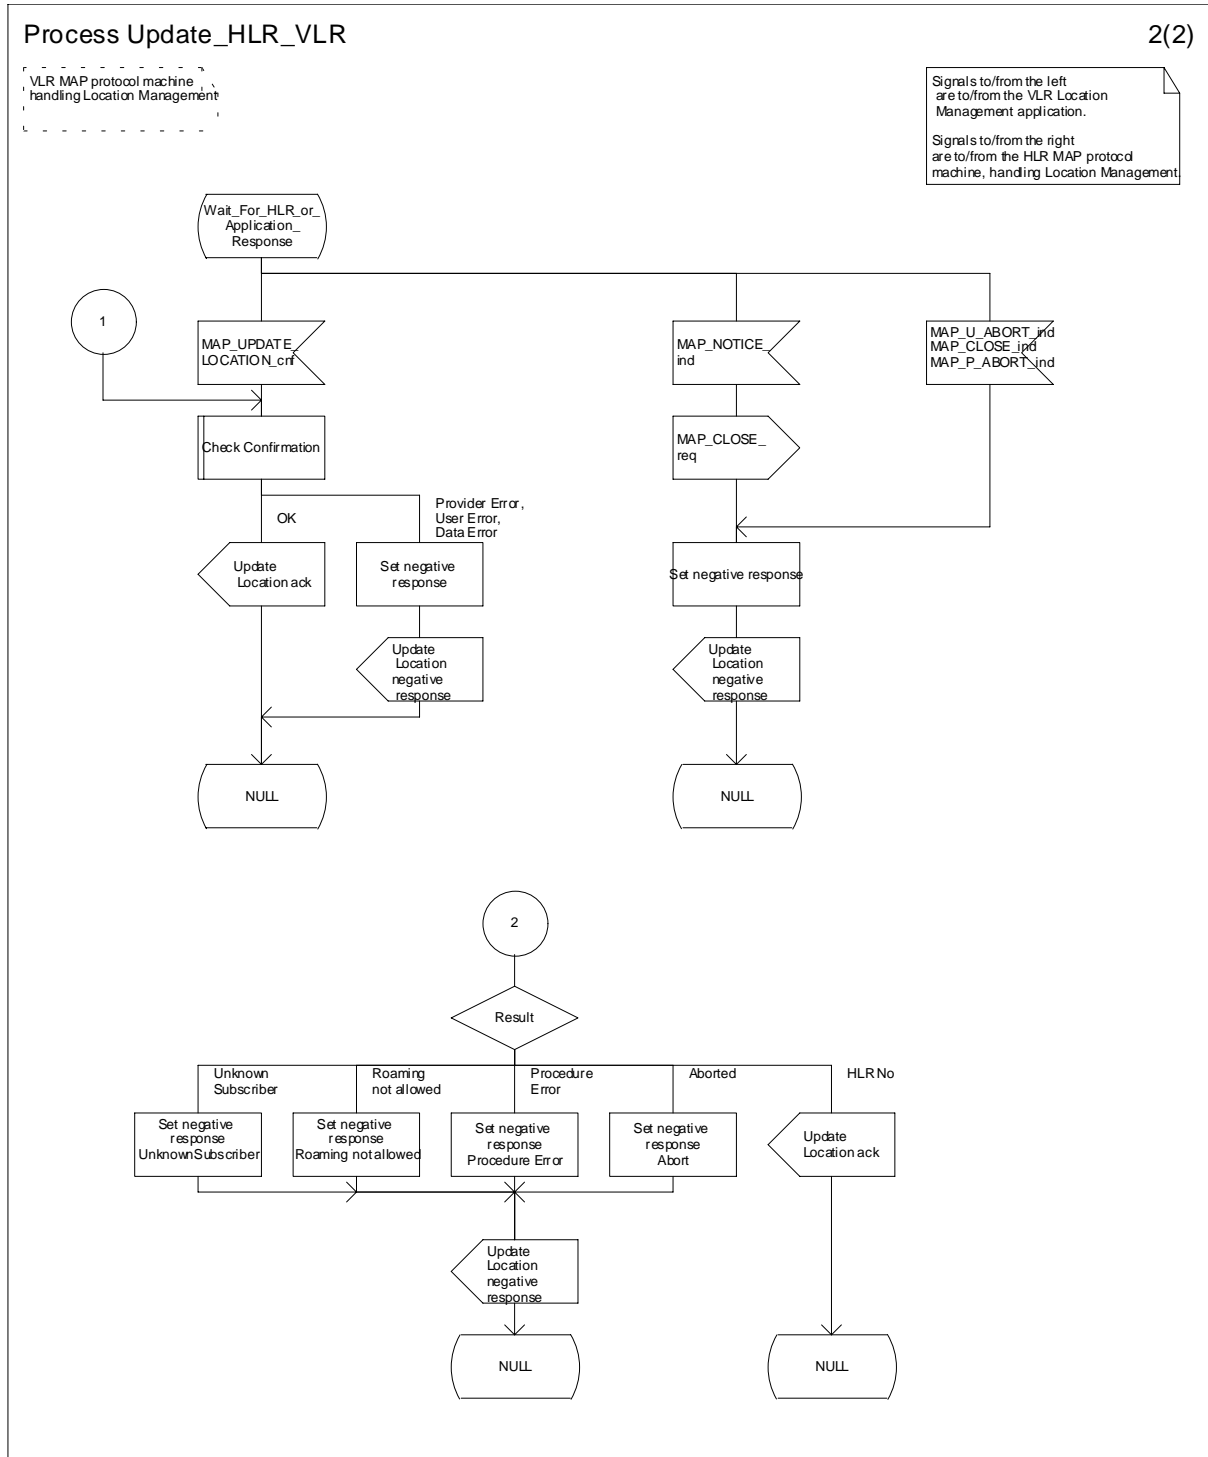 Process Update_HLR_VLR
2(2)
VLR MAP protocol machine
handling Location Management
Signals to/from the left
are to/from the VLR Location
Management application.
Signals to/from the right
are to/from the HLR MAP protocol
machine, handling Location Management.
Wait_For_HLR_or_
Application_
Response
1
MAP_UPDATE_
LOCATION_cnf
MAP_NOTICE_
ind
MAP_U_ABORT_ind
MAP_CLOSE_ind
MAP_P_ABORT_ind
Check Confirmation
MAP_CLOSE_
req
OK
Provider Error,
User Error,
Data Error
Update
Location ack
Set negative
response
Set negative response
Update
Location
negative
response
Update
Location
negative
response
NULL
NULL
2
Result
Unknown
Subscriber
Roaming
not allowed
Procedure
Error
Aborted
HLR No
Set negative
response
UnknownSubscriber
Set negative
response
Roaming not allowed
Set negative
response
Procedure Error
Set negative
response
Abort
Update
Location ack
Update
Location
negative
response
NULL
NULL